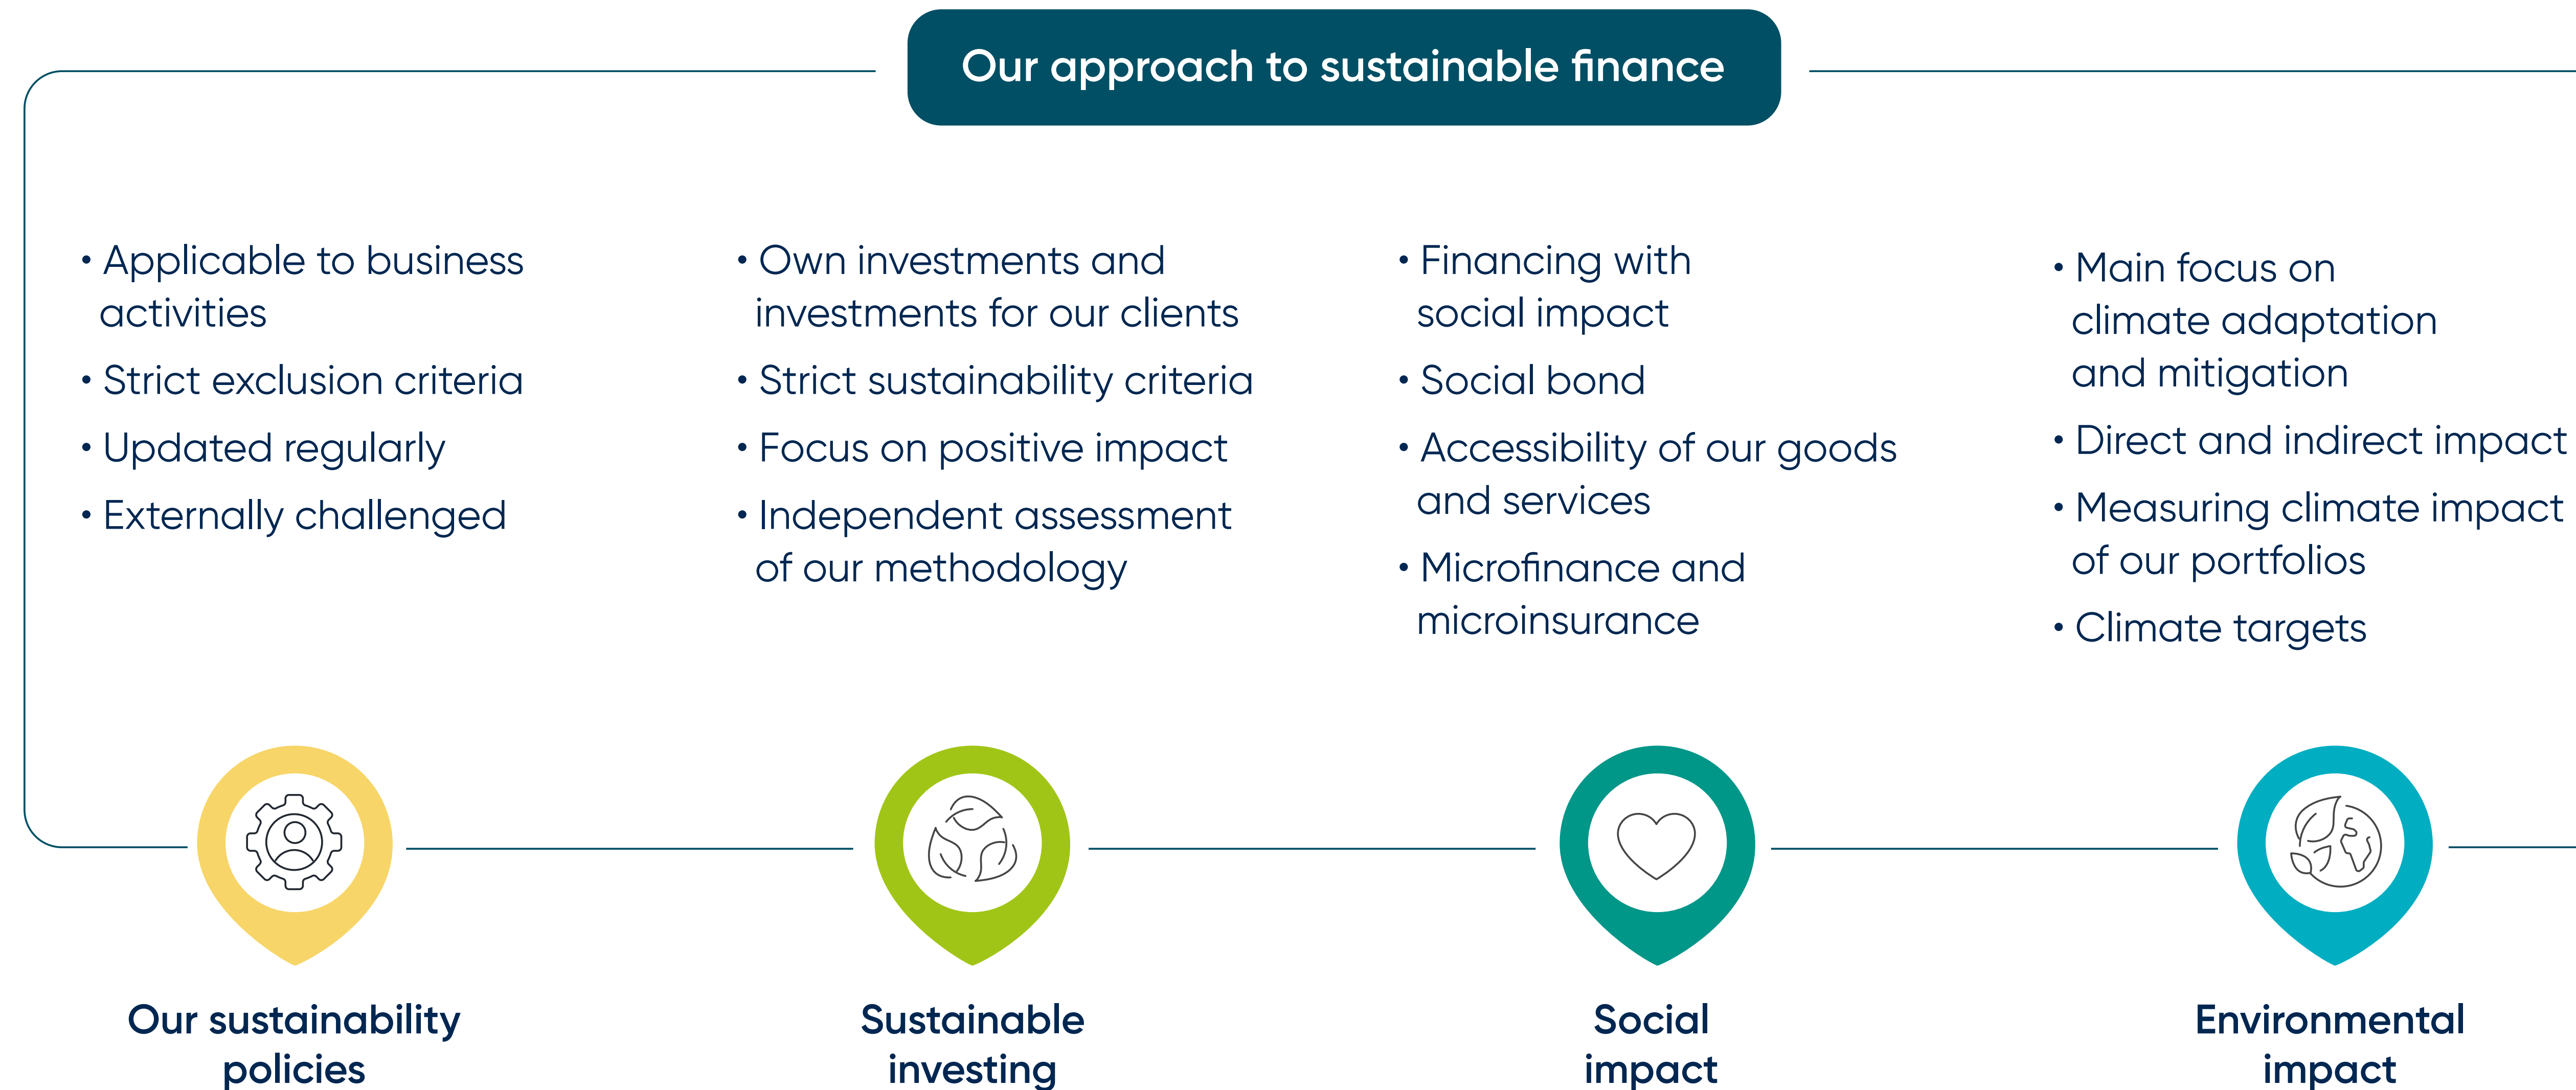 Our approach to sustainable finance
• Applicable to business
activities
• Strict exclusion criteria
• Updated regularly
• Externally challenged
• Own investments and
investments for our clients
• Strict sustainability criteria
• Focus on positive impact
• Independent assessment
of our methodology
• Financing with
social impact
• Social bond
• Accessibility of our goods
and services
• Microfinance and
microinsurance
• Main focus on
climate adaptation
and mitigation
• Direct and indirect impact
• Measuring climate impact
of our portfolios
• Climate targets
Our sustainability
policies
Sustainable
investing
Social
impact
Environmental
impact